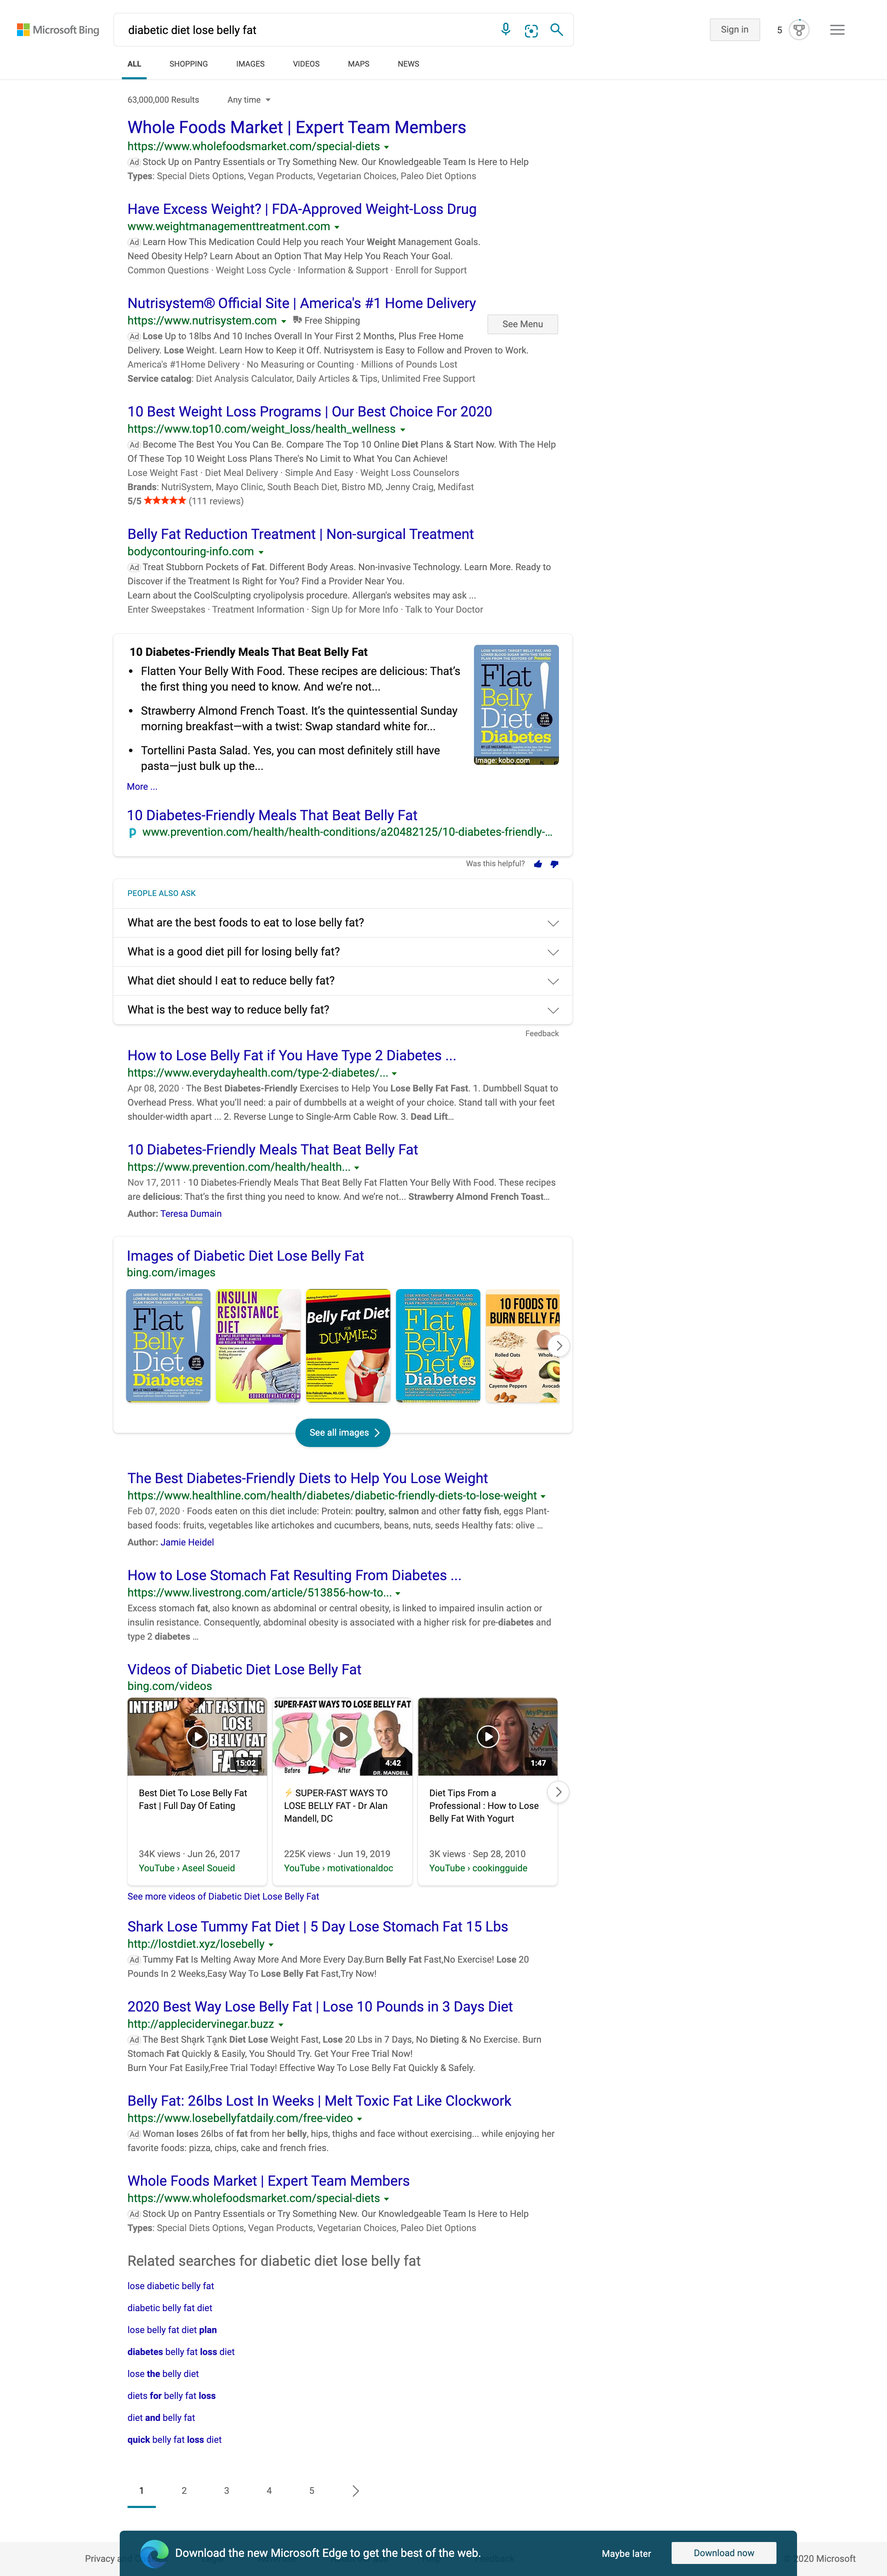 Microsoft Bing
diabetic diet lose belly fat
Sign in
5
ALL
SHOPPING
IMAGES
VIDEOS
MAPS
NEWS
63,000,000 Results
Any time
Whole Foods Market | Expert Team Members
https://www.wholefoodsmarket.com/special-diets
Ad Stock Up on Pantry Essentials or Try Something New. Our Knowledgeable Team Is Here to Help
Types: Special Diets Options, Vegan Products, Vegetarian Choices, Paleo Diet Options
Have Excess Weight? | FDA-Approved Weight-Loss Drug
www.weightmanagementtreatment.com
Ad Learn How This Medication Could Help you reach Your Weight Management Goals.
Need Obesity Help? Learn About an Option That May Help You Reach Your Goal.
Common Questions · Weight Loss Cycle · Information & Support · Enroll for Support
Nutrisystem® Official Site | America's #1 Home Delivery
https://www.nutrisystem.com
Free Shipping
See Menu
Ad Lose Up to 18lbs And 10 Inches Overall In Your First 2 Months, Plus Free Home
Delivery. Lose Weight. Learn How to Keep it Off. Nutrisystem is Easy to Follow and Proven to Work.
America's #1Home Delivery · No Measuring or Counting · Millions of Pounds Lost
Service catalog: Diet Analysis Calculator, Daily Articles & Tips, Unlimited Free Support
10 Best Weight Loss Programs | Our Best Choice For 2020
https://www.top10.com/weight_loss/health_wellness
Ad Become The Best You You Can Be. Compare The Top 10 Online Diet Plans & Start Now. With The Help
Of These Top 10 Weight Loss Plans There's No Limit to What You Can Achieve!
Lose Weight Fast · Diet Meal Delivery · Simple And Easy · Weight Loss Counselors
Brands: NutriSystem, Mayo Clinic, South Beach Diet, Bistro MD, Jenny Craig, Medifast
5/5 ★★★★★ (111 reviews)
Belly Fat Reduction Treatment | Non-surgical Treatment
bodycontouring-info.com
Ad Treat Stubborn Pockets of Fat. Different Body Areas. Non-invasive Technology. Learn More. Ready to
Discover if the Treatment Is Right for You? Find a Provider Near You.
Learn about the CoolSculpting cryolipolysis procedure. Allergan's websites may ask ...
Enter Sweepstakes · Treatment Information · Sign Up for More Info · Talk to Your Doctor
10 Diabetes-Friendly Meals That Beat Belly Fat
• Flatten Your Belly With Food. These recipes are delicious: That's
the first thing you need to know. And we're not...
• Strawberry Almond French Toast. It's the quintessential Sunday
morning breakfast—with a twist: Swap standard white for...
• Tortellini Pasta Salad. Yes, you can most definitely still have
pasta—just bulk up the...
Flat
Belly
Diet!
Diabetes
Image: kobo.com
More ...
10 Diabetes-Friendly Meals That Beat Belly Fat
www.prevention.com/health/health-conditions/a20482125/10-diabetes-friendly-...
Was this helpful?
PEOPLE ALSO ASK
What are the best foods to eat to lose belly fat?
What is a good diet pill for losing belly fat?
What diet should I eat to reduce belly fat?
What is the best way to reduce belly fat?
Feedback
How to Lose Belly Fat if You Have Type 2 Diabetes ...
https://www.everydayhealth.com/type-2-diabetes/...
Apr 08, 2020 · The Best Diabetes-Friendly Exercises to Help You Lose Belly Fat Fast. 1. Dumbbell Squat to
Overhead Press. What you'll need: a pair of dumbbells at a weight of your choice. Stand tall with your feet
shoulder-width apart ... 2. Reverse Lunge to Single-Arm Cable Row. 3. Dead Lift…
10 Diabetes-Friendly Meals That Beat Belly Fat
https://www.prevention.com/health/health...
Nov 17, 2011 · 10 Diabetes-Friendly Meals That Beat Belly Fat Flatten Your Belly With Food. These recipes
are delicious: That's the first thing you need to know. And we're not... Strawberry Almond French Toast…
Author: Teresa Dumain
Images of Diabetic Diet Lose Belly Fat
bing.com/images
Flat
Belly
Diet!
Diabetes
INSULIN
RESISTANCE
DIET
Belly Fat Diet
FOR
DUMMIES
Flat
Belly
Diet!
Diabetes
10 FOODS TO
BURN BELLY FA
Rolled Oats
Whole
Cayenne Peppers
Avocad
See all images
The Best Diabetes-Friendly Diets to Help You Lose Weight
https://www.healthline.com/health/diabetes/diabetic-friendly-diets-to-lose-weight
Feb 07, 2020 · Foods eaten on this diet include: Protein: poultry, salmon and other fatty fish, eggs Plant-
based foods: fruits, vegetables like artichokes and cucumbers, beans, nuts, seeds Healthy fats: olive ...
Author: Jamie Heidel
How to Lose Stomach Fat Resulting From Diabetes ...
https://www.livestrong.com/article/513856-how-to...
Excess stomach fat, also known as abdominal or central obesity, is linked to impaired insulin action or
insulin resistance. Consequently, abdominal obesity is associated with a higher risk for pre-diabetes and
type 2 diabetes …
Videos of Diabetic Diet Lose Belly Fat
bing.com/videos
LOSE
BELLY FAT
FAST
15:02
Best Diet To Lose Belly Fat
Fast | Full Day Of Eating
34K views · Jun 26, 2017
YouTube › Aseel Soueid
SUPER-FAST WAYS TO LOSE BELLY FAT
Before
After
DR. MANDELL
4:42
⚡ SUPER-FAST WAYS TO
LOSE BELLY FAT - Dr Alan
Mandell, DC
225K views · Jun 19, 2019
YouTube › motivationaldoc
1:47
Diet Tips From a
Professional : How to Lose
Belly Fat With Yogurt
3K views · Sep 28, 2010
YouTube › cookingguide
See more videos of Diabetic Diet Lose Belly Fat
Shark Lose Tummy Fat Diet | 5 Day Lose Stomach Fat 15 Lbs
http://lostdiet.xyz/losebelly
Ad Tummy Fat Is Melting Away More And More Every Day.Burn Belly Fat Fast,No Exercise! Lose 20
Pounds In 2 Weeks,Easy Way To Lose Belly Fat Fast,Try Now!
2020 Best Way Lose Belly Fat | Lose 10 Pounds in 3 Days Diet
http://applecidervinegar.buzz
Ad The Best Shąrk Tąnk Diet Lose Weight Fast, Lose 20 Lbs in 7 Days, No Dieting & No Exercise. Burn
Stomach Fat Quickly & Easily, You Should Try. Get Your Free Trial Now!
Burn Your Fat Easily,Free Trial Today! Effective Way To Lose Belly Fat Quickly & Safely.
Belly Fat: 26lbs Lost In Weeks | Melt Toxic Fat Like Clockwork
https://www.losebellyfatdaily.com/free-video
Ad Woman loses 26lbs of fat from her belly, hips, thighs and face without exercising... while enjoying her
favorite foods: pizza, chips, cake and french fries.
Whole Foods Market | Expert Team Members
https://www.wholefoodsmarket.com/special-diets
Ad Stock Up on Pantry Essentials or Try Something New. Our Knowledgeable Team Is Here to Help
Types: Special Diets Options, Vegan Products, Vegetarian Choices, Paleo Diet Options
Related searches for diabetic diet lose belly fat
lose diabetic belly fat
diabetic belly fat diet
lose belly fat diet plan
diabetes belly fat loss diet
lose the belly diet
diets for belly fat loss
diet and belly fat
quick belly fat loss diet
1
2
3
4
5
Download the new Microsoft Edge to get the best of the web.
Maybe later
Download now
Privacy
2020 Microsoft